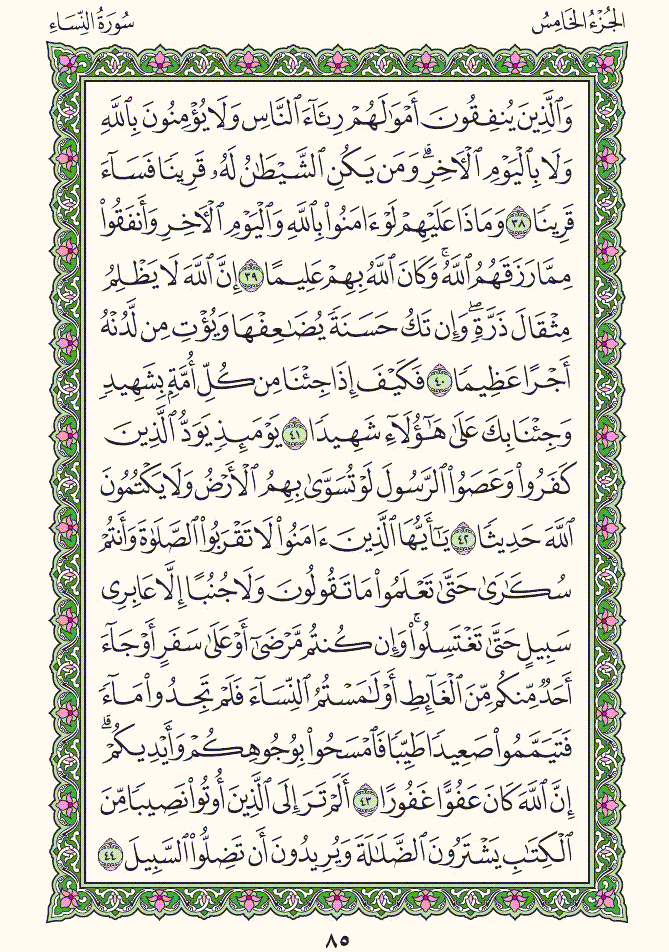 الجُزْءُ الخَامِسُ
سُورَةُ النِّسَاءِ
وَٱلَّذِينَ يُنفِقُونَ أَمْوَٰلَهُمْ رِئَآءَ ٱلنَّاسِ وَلَا يُؤْمِنُونَ بِٱللَّهِ
وَلَا بِٱلْيَوْمِ ٱلْـَٔاخِرِۗ وَمَن يَكُنِ ٱلشَّيْطَٰنُ لَهُۥ قَرِينًا فَسَآءَ
قَرِينًا ٣٨ وَمَاذَا عَلَيْهِمْ لَوْ ءَامَنُوا۟ بِٱللَّهِ وَٱلْيَوْمِ ٱلْـَٔاخِرِ وَأَنفَقُوا۟
مِمَّا رَزَقَهُمُ ٱللَّهُۚ وَكَانَ ٱللَّهُ بِهِمْ عَلِيمًا ٣٩ إِنَّ ٱللَّهَ لَا يَظْلِمُ
مِثْقَالَ ذَرَّةٍۖ وَإِن تَكُ حَسَنَةً يُضَٰعِفْهَا وَيُؤْتِ مِن لَّدُنْهُ
أَجْرًا عَظِيمًا ٤٠ فَكَيْفَ إِذَا جِئْنَا مِن كُلِّ أُمَّةٍۭ بِشَهِيدٍ
وَجِئْنَا بِكَ عَلَىٰ هَٰٓؤُلَآءِ شَهِيدًا ٤١ يَوْمَئِذٍ يَوَدُّ ٱلَّذِينَ
كَفَرُوا۟ وَعَصَوُا۟ ٱلرَّسُولَ لَوْ تُسَوَّىٰ بِهِمُ ٱلْأَرْضُ وَلَا يَكْتُمُونَ
ٱللَّهَ حَدِيثًا ٤٢ يَٰٓأَيُّهَا ٱلَّذِينَ ءَامَنُوا۟ لَا تَقْرَبُوا۟ ٱلصَّلَوٰةَ وَأَنتُمْ
سُكَٰرَىٰ حَتَّىٰ تَعْلَمُوا۟ مَا تَقُولُونَ وَلَا جُنُبًا إِلَّا عَابِرِى
سَبِيلٍ حَتَّىٰ تَغْتَسِلُوا۟ۚ وَإِن كُنتُم مَّرْضَىٰٓ أَوْ عَلَىٰ سَفَرٍ أَوْ جَآءَ
أَحَدٌ مِّنكُم مِّنَ ٱلْغَآئِطِ أَوْ لَٰمَسْتُمُ ٱلنِّسَآءَ فَلَمْ تَجِدُوا۟ مَآءً
فَتَيَمَّمُوا۟ صَعِيدًا طَيِّبًا فَٱمْسَحُوا۟ بِوُجُوهِكُمْ وَأَيْدِيكُمْۗ
إِنَّ ٱللَّهَ كَانَ عَفُوًّا غَفُورًا ٤٣ أَلَمْ تَرَ إِلَى ٱلَّذِينَ أُوتُوا۟ نَصِيبًا مِّنَ
ٱلْكِتَٰبِ يَشْتَرُونَ ٱلضَّلَٰلَةَ وَيُرِيدُونَ أَن تَضِلُّوا۟ ٱلسَّبِيلَ ٤٤
٨٥